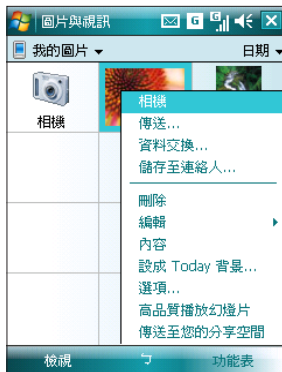 圖片與視訊
我的圖片 日期
相機
相機
傳送...
資料交換...
儲存至連絡人...
刪除
編輯
內容
設成 Today 背景...
選項...
高品質播放幻燈片
傳送至您的分享空間
檢視 ㄅ 功能表